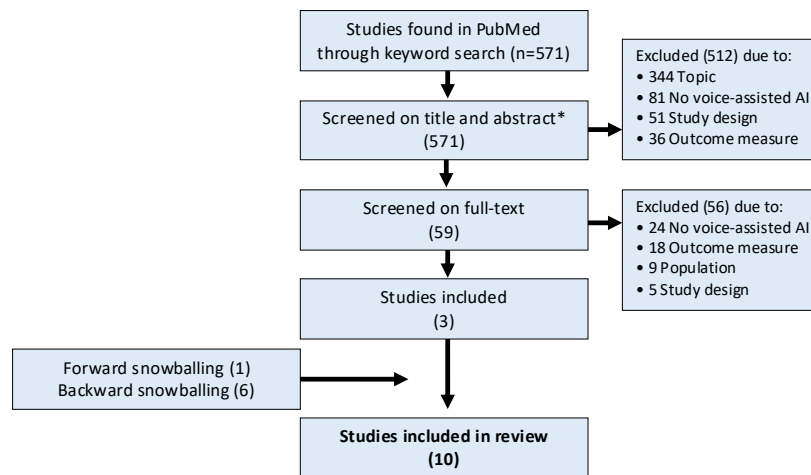 Studies found in PubMed
through keyword search (n=571)
Excluded (512) due to:
• 344 Topic
• 81 No voice-assisted AI
• 51 Study design
• 36 Outcome measure
Screened on title and abstract*
(571)
Screened on full-text
(59)
Excluded (56) due to:
• 24 No voice-assisted AI
• 18 Outcome measure
• 9 Population
• 5 Study design
Studies included
(3)
Forward snowballing (1)
Backward snowballing (6)
Studies included in review
(10)